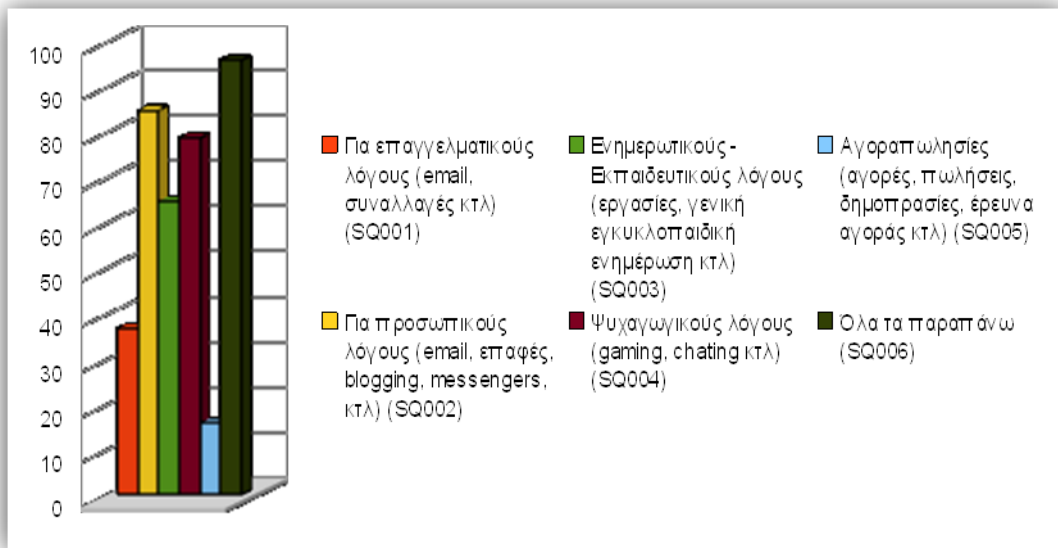 100
90
80
70
60
50
40
30
20
10
0
Για επαγγελματικούς
λόγους (email,
συναλλαγές κτλ)
(SQ001)
Για προσωπικούς
λόγους (email, επαφές,
blogging, messengers,
κτλ) (SQ002)
Ενημερωτικούς -
Εκπαιδευτικούς λόγους
(εργασίες, γενική
εγκυκλοπαιδική
ενημέρωση κτλ)
(SQ003)
Ψυχαγωγικούς λόγους
(gaming, chating κτλ)
(SQ004)
Αγοραπωλησίες
(αγορές, πωλήσεις,
δημοπρασίες, έρευνα
αγοράς κτλ) (SQ005)
Όλα τα παραπάνω
(SQ006)